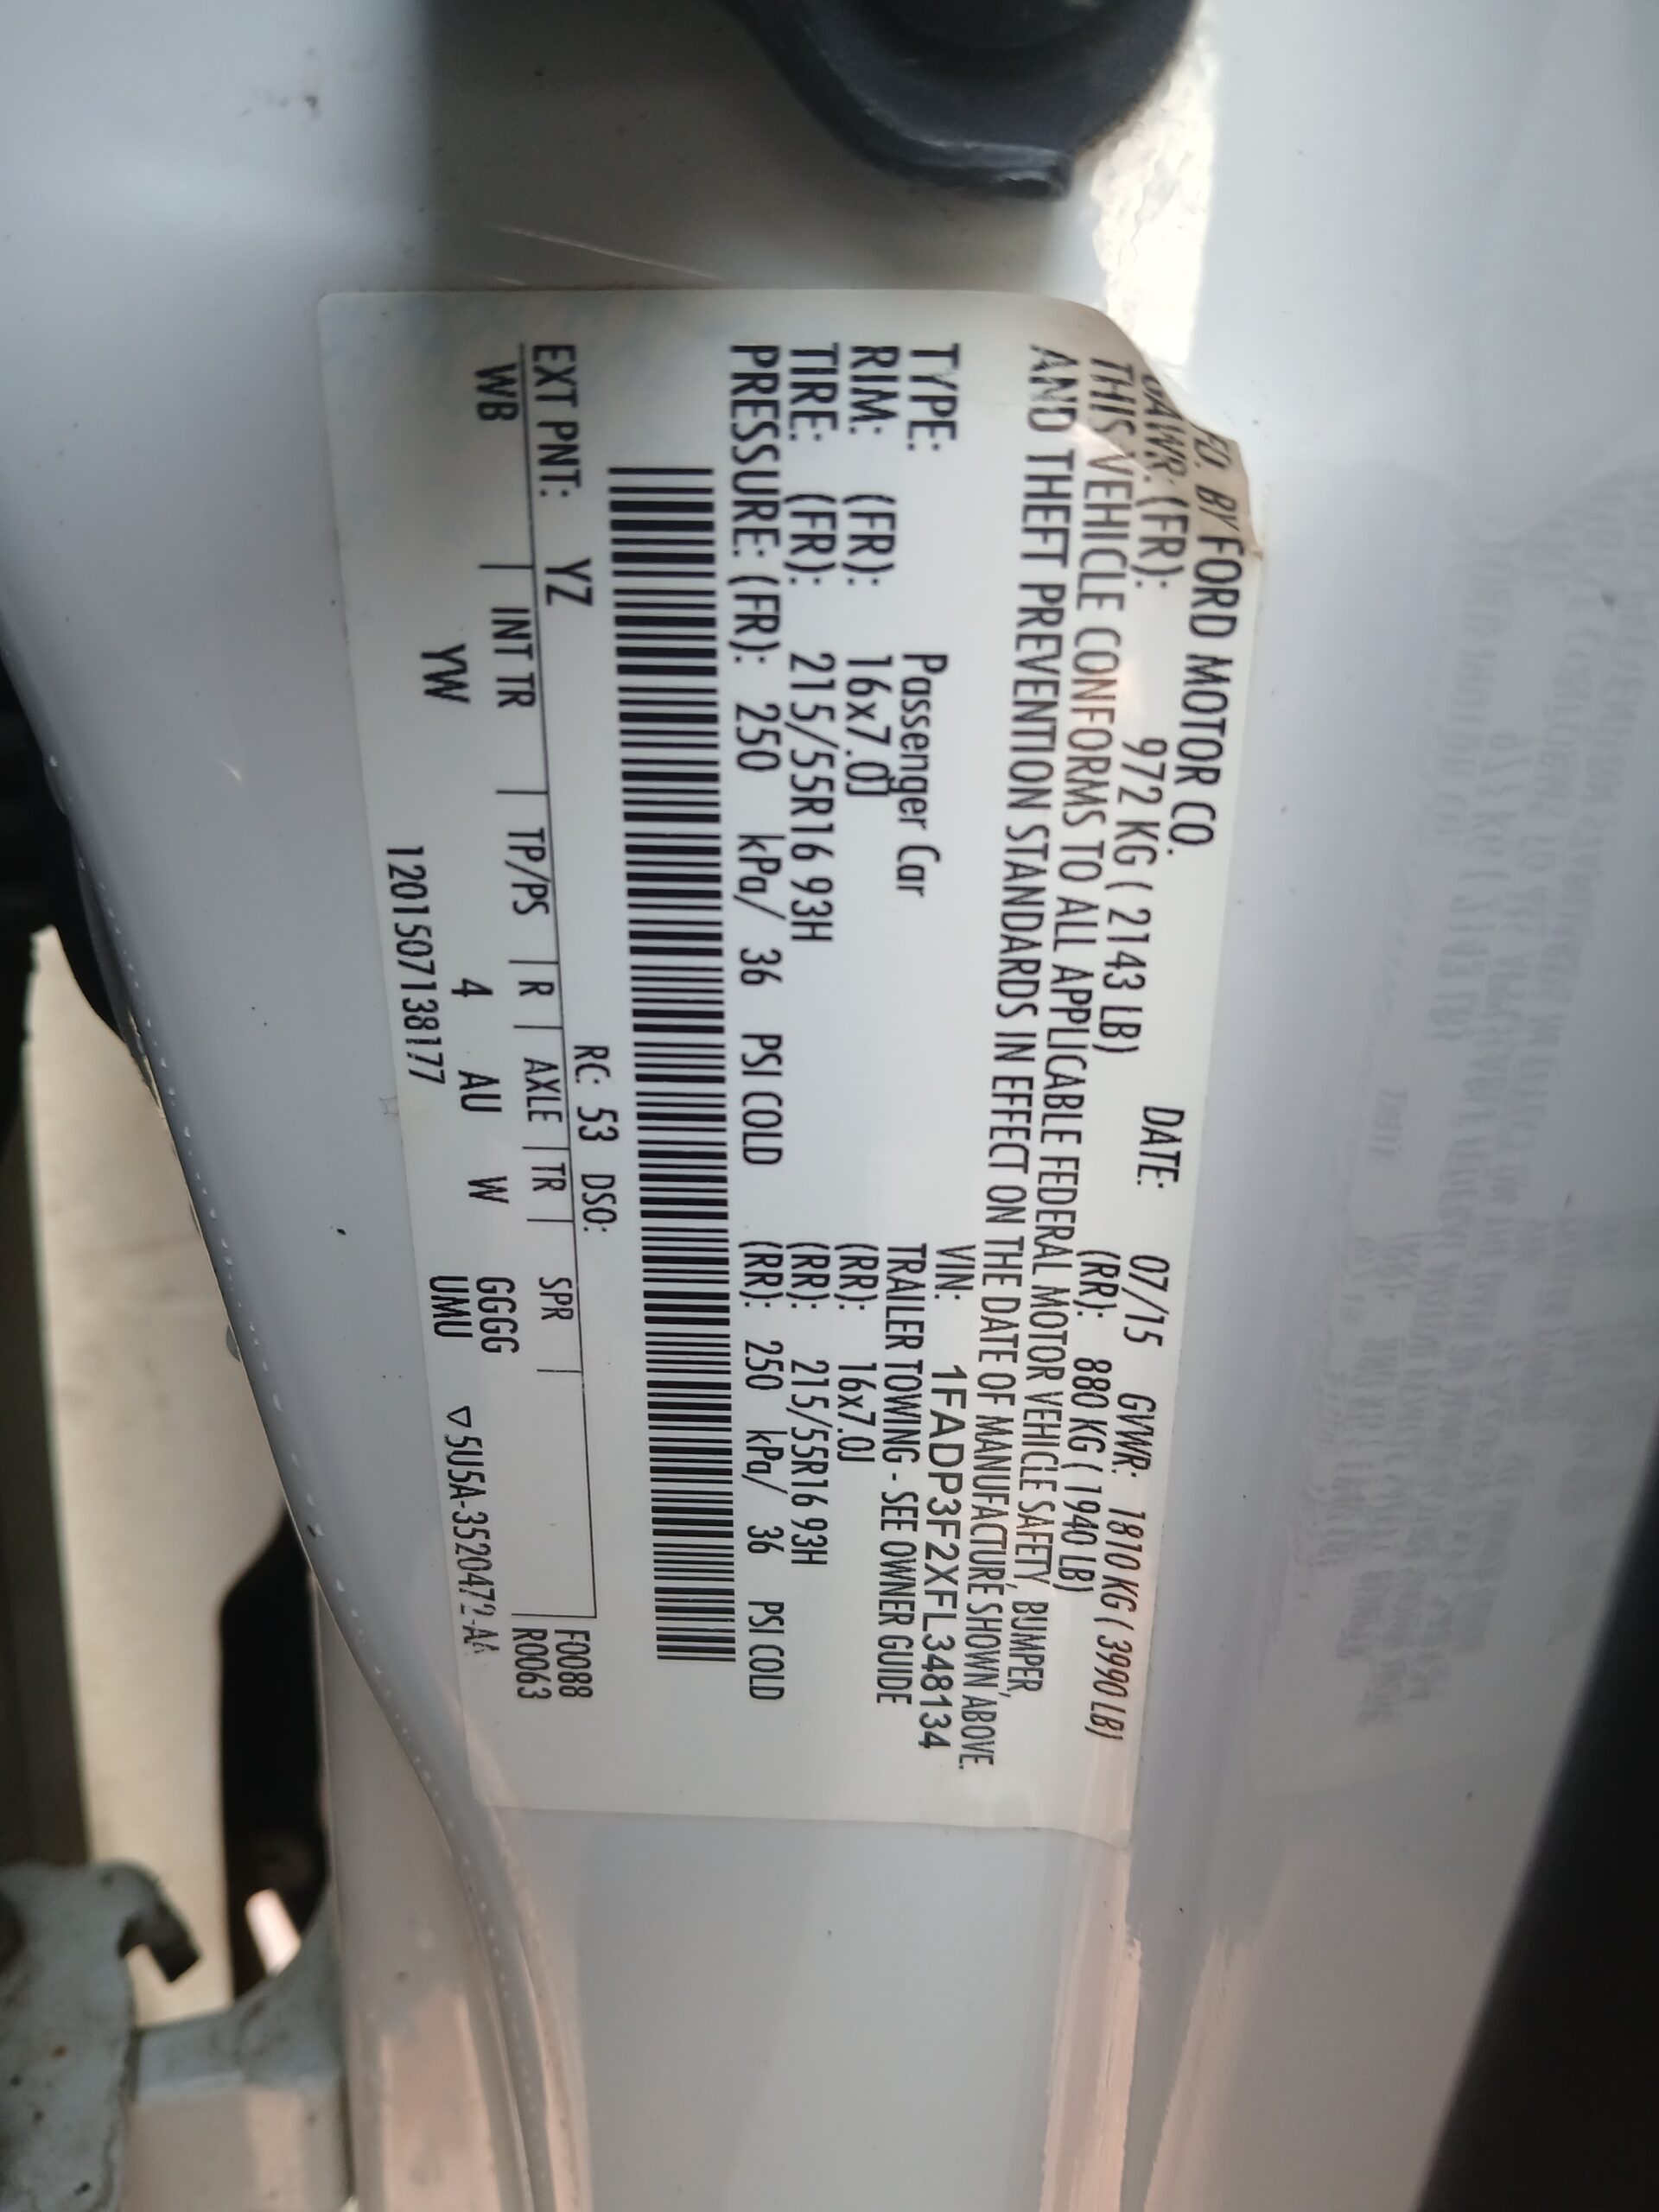 FD. BY FORD MOTOR CO. DATE: 07/15 GVWR: 1810 KG ( 3990 LB)
GAWR: (FR): 972 KG ( 2143 LB) (RR): 880 KG ( 1940 LB)
THIS VEHICLE CONFORMS TO ALL APPLICABLE FEDERAL MOTOR VEHICLE SAFETY, BUMPER,
AND THEFT PREVENTION STANDARDS IN EFFECT ON THE DATE OF MANUFACTURE SHOWN ABOVE.
VIN: 1FADP3F2XFL348134
TYPE: Passenger Car TRAILER TOWING - SEE OWNER GUIDE
RIM: (FR): 16x7.0J (RR): 16x7.0J
TIRE: (FR): 215/55R16 93H (RR): 215/55R16 93H
PRESSURE: (FR): 250 kPa/ 36 PSI COLD (RR): 250 kPa/ 36 PSI COLD
RC: 53 DSO:
EXT PNT: YZ F0088
WB INT TR TP/PS R AXLE TR SPR R0063
YW 4 AU W GGGG
UMU
1201507138177 ▽5U5A-3520472-AA